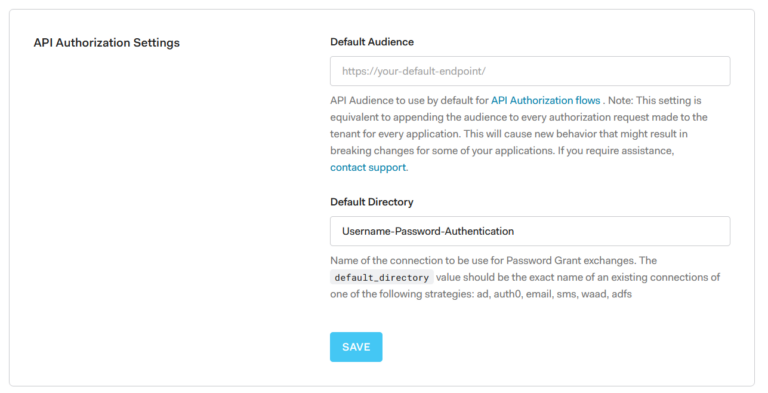 API Authorization Settings
Default Audience
https://your-default-endpoint/
API Audience to use by default for API Authorization flows . Note: This setting is
equivalent to appending the audience to every authorization request made to the
tenant for every application. This will cause new behavior that might result in
breaking changes for some of your applications. If you require assistance,
contact support.
Default Directory
Username-Password-Authentication
Name of the connection to be use for Password Grant exchanges. The
default_directory value should be the exact name of an existing connections of
one of the following strategies: ad, auth0, email, sms, waad, adfs
SAVE